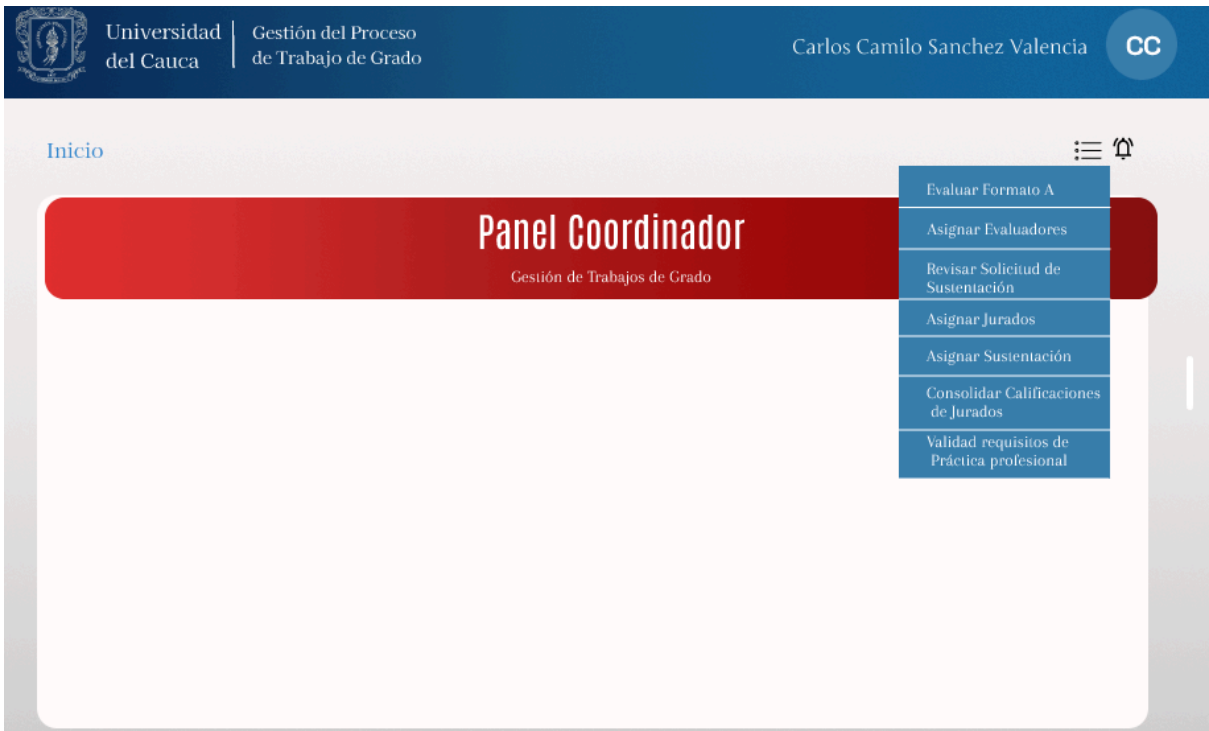 Universidad
del Cauca
Gestión del Proceso
de Trabajo de Grado
Carlos Camilo Sanchez Valencia
CC
Inicio
Panel Coordinador
Gestión de Trabajos de Grado
Evaluar Formato A
Asignar Evaluadores
Revisar Solicitud de
Sustentación
Asignar Jurados
Asignar Sustentación
Consolidar Calificaciones
de Jurados
Validad requisitos de
Práctica profesional